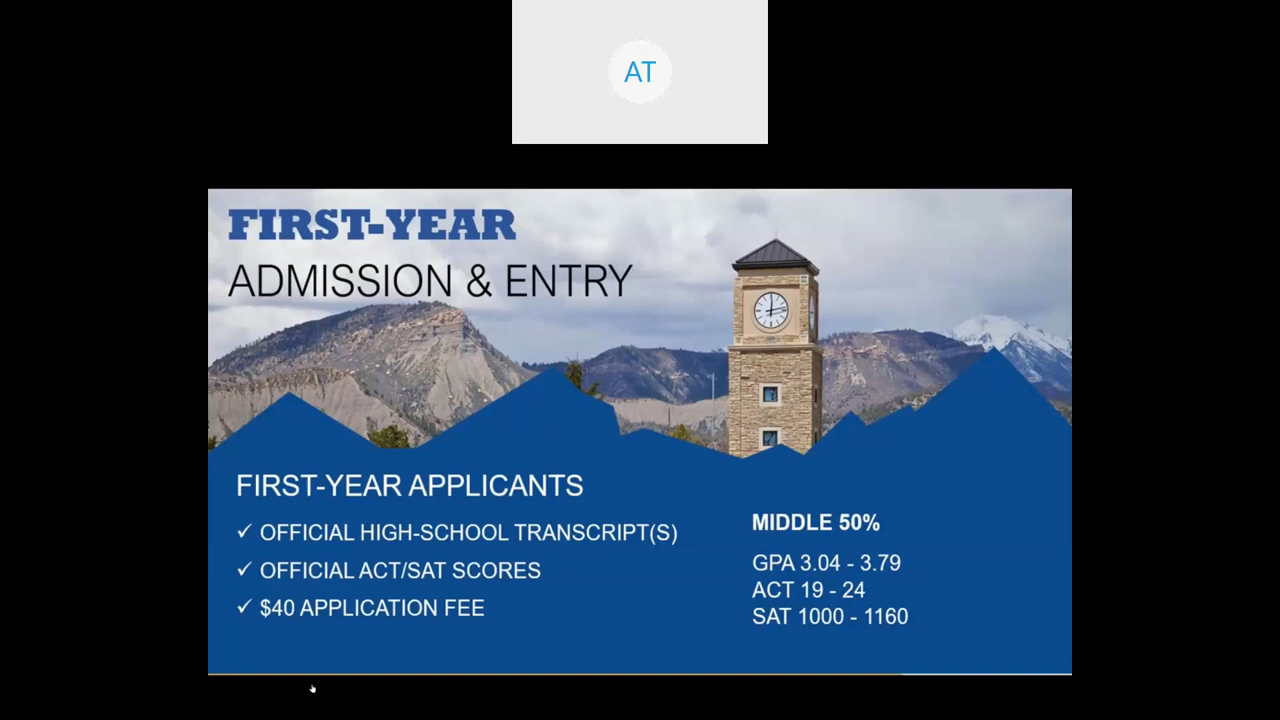 AT
FIRST-YEAR
ADMISSION & ENTRY
FIRST-YEAR APPLICANTS
✓ OFFICIAL HIGH-SCHOOL TRANSCRIPT(S)
✓ OFFICIAL ACT/SAT SCORES
✓ $40 APPLICATION FEE
MIDDLE 50%
GPA 3.04 - 3.79
ACT 19 - 24
SAT 1000 - 1160